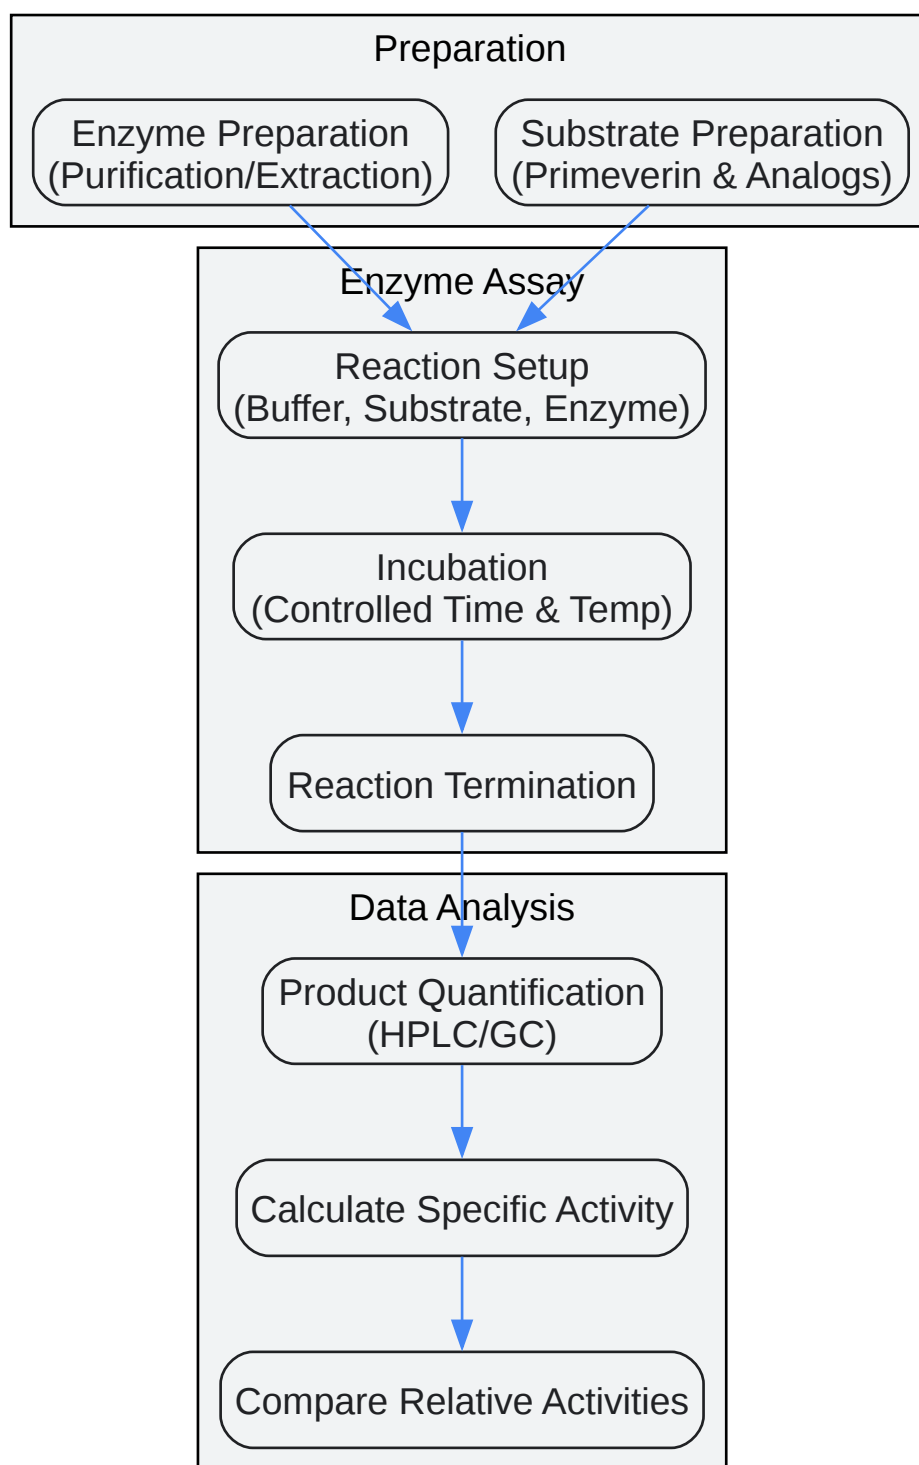 Preparation
Enzyme Preparation
(Purification/Extraction)
Substrate Preparation
(Primeverin & Analogs)
Enzyme Assay
Reaction Setup
(Buffer, Substrate, Enzyme)
Incubation
(Controlled Time & Temp)
Reaction Termination
Data Analysis
Product Quantification
(HPLC/GC)
Calculate Specific Activity
Compare Relative Activities